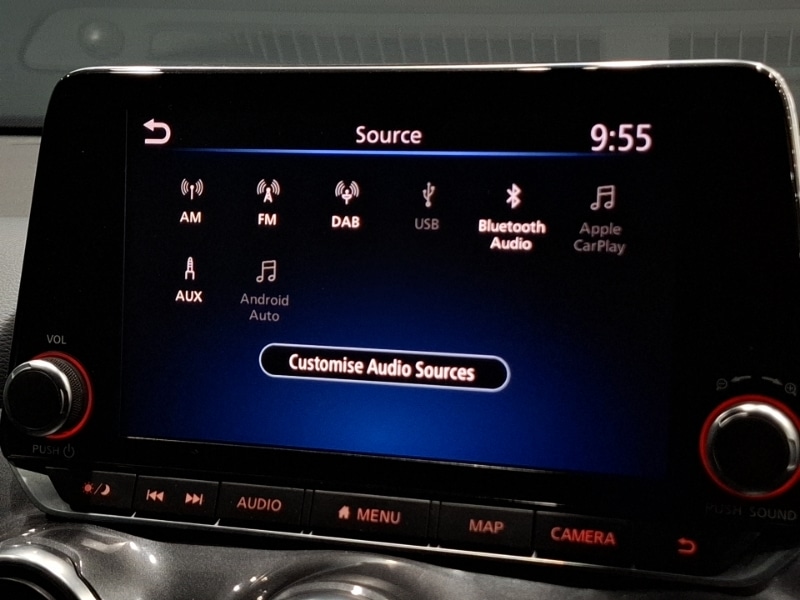 Source
9:55
AM
FM
DAB
USB
Bluetooth
Audio
Apple
CarPlay
AUX
Android
Auto
Customise Audio Sources
VOL
PUSH
PUSH SOUND
AUDIO
MENU
MAP
CAMERA